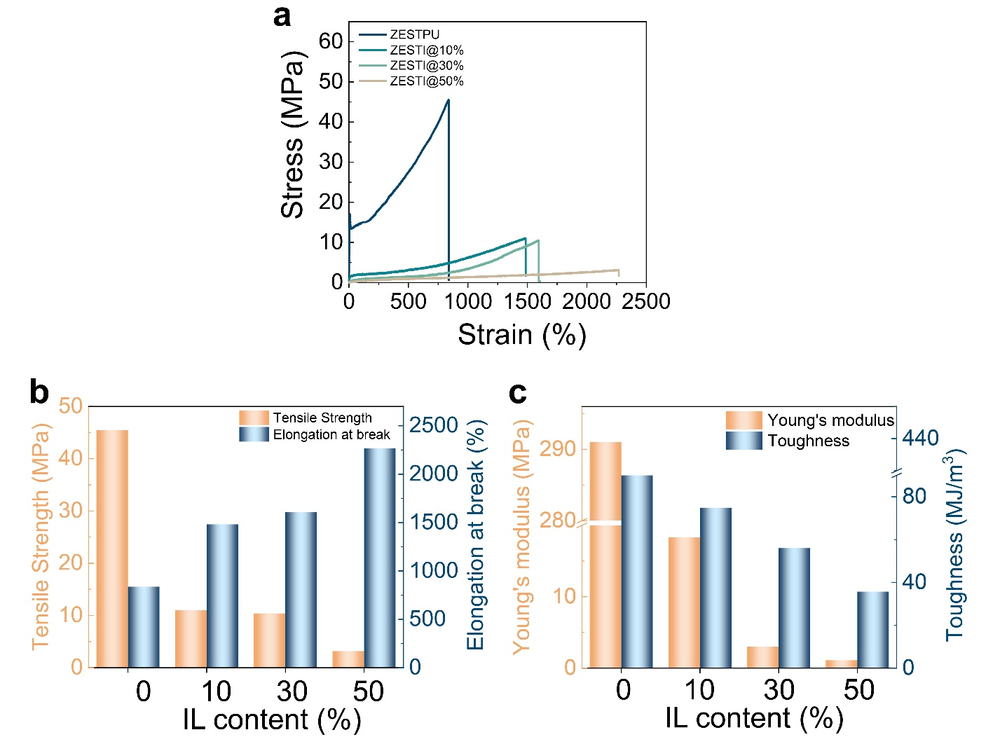 a
Stress (MPa)
60
50
40
30
20
10
0
ZESTPU
ZESTI@10%
ZESTI@30%
ZESTI@50%
0 500 1000 1500 2000 2500
Strain (%)
b
Tensile Strength (MPa)
50
40
30
20
10
0
Tensile Strength
Elongation at break
2500
2000
1500
1000
500
0
Elongation at break (%)
0 10 30 50
IL content (%)
c
Young's modulus (MPa)
290
280
10
0
Young's modulus
Toughness
440
80
40
0
Toughness (MJ/m³)
0 10 30 50
IL content (%)